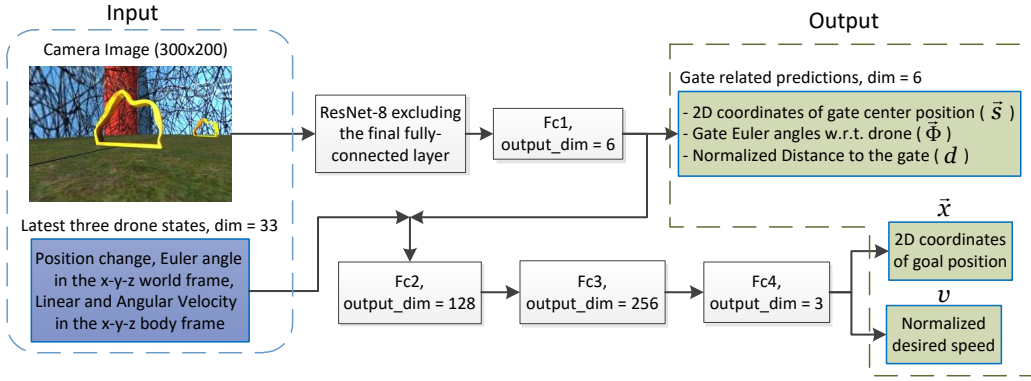 Input
Output
Camera Image (300x200)
Gate related predictions, dim = 6
ResNet-8 excluding
the final fully-
connected layer
Fc1,
output_dim = 6
- 2D coordinates of gate center position ( s⃗ )
- Gate Euler angles w.r.t. drone ( Φ⃗ )
- Normalized Distance to the gate ( d )
Latest three drone states, dim = 33
Position change, Euler angle
in the x-y-z world frame,
Linear and Angular Velocity
in the x-y-z body frame
Fc2,
output_dim = 128
Fc3,
output_dim = 256
Fc4,
output_dim = 3
x⃗
2D coordinates
of goal position
v
Normalized
desired speed